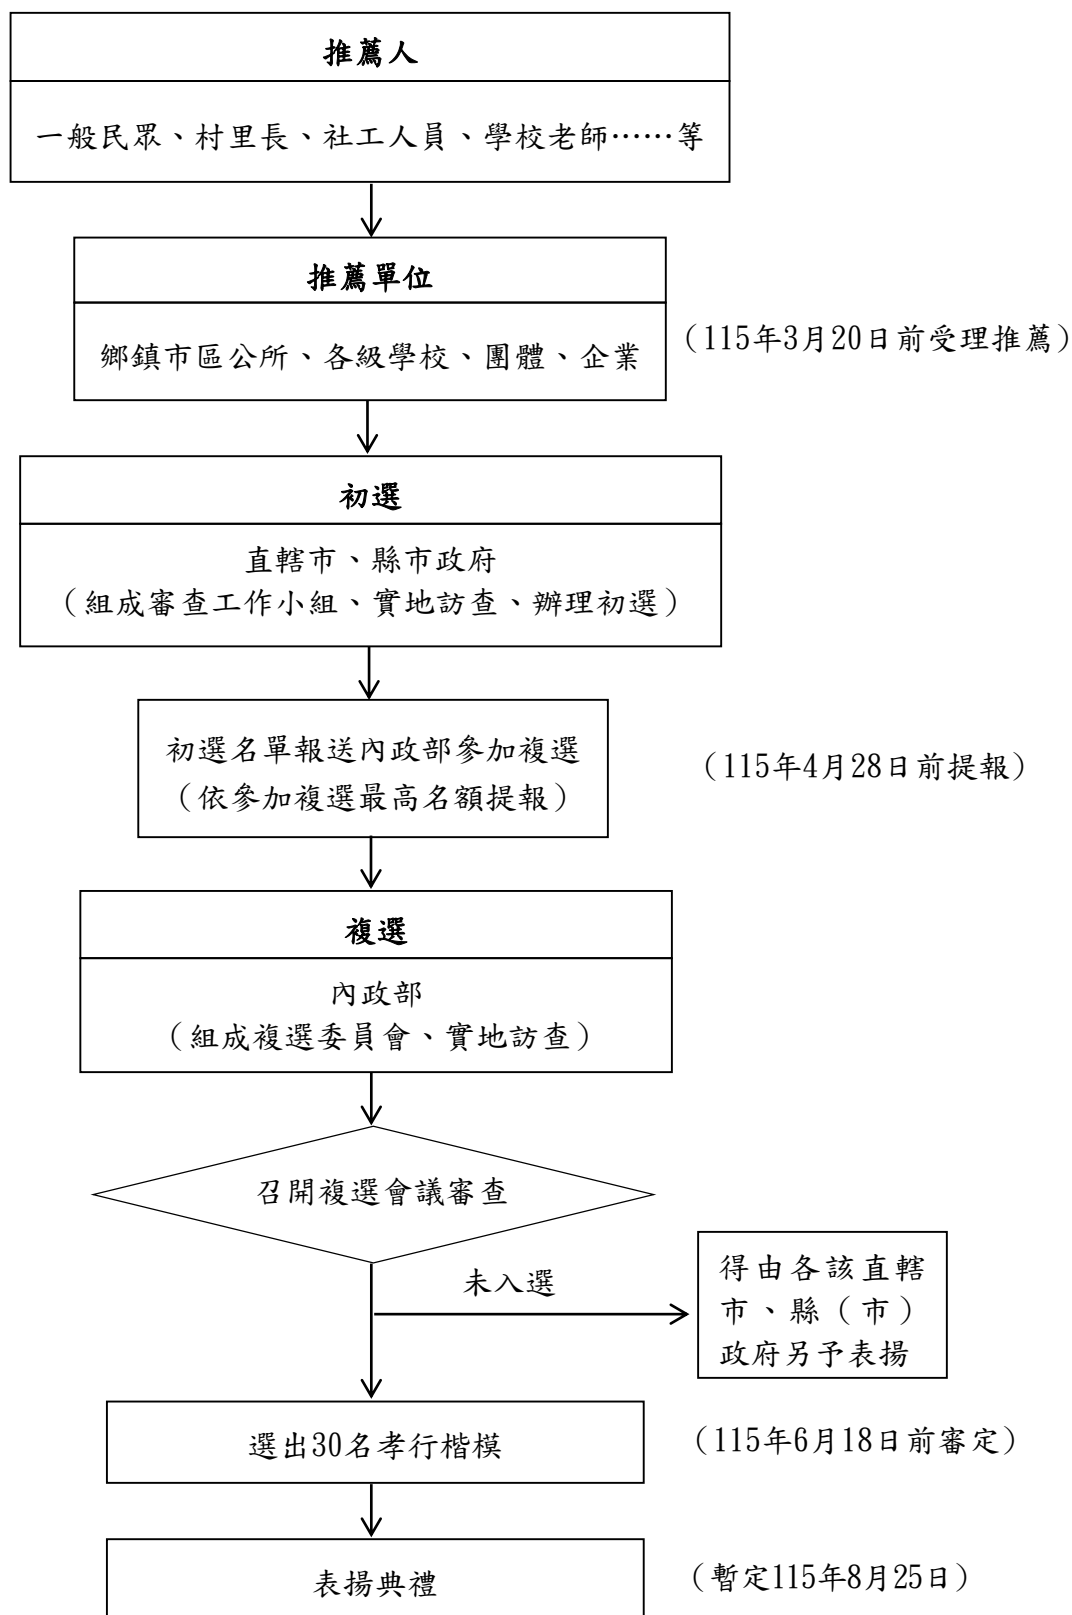 推薦人
一般民眾、村里長、社工人員、學校老師……等
推薦單位
鄉鎮市區公所、各級學校、團體、企業
（115年3月20日前受理推薦）
初選
直轄市、縣市政府
（組成審查工作小組、實地訪查、辦理初選）
初選名單報送內政部參加複選
（依參加複選最高名額提報）
（115年4月28日前提報）
複選
內政部
（組成複選委員會、實地訪查）
召開複選會議審查
未入選
得由各該直轄
市、縣（市）
政府另予表揚
選出30名孝行楷模
（115年6月18日前審定）
表揚典禮
（暫定115年8月25日）